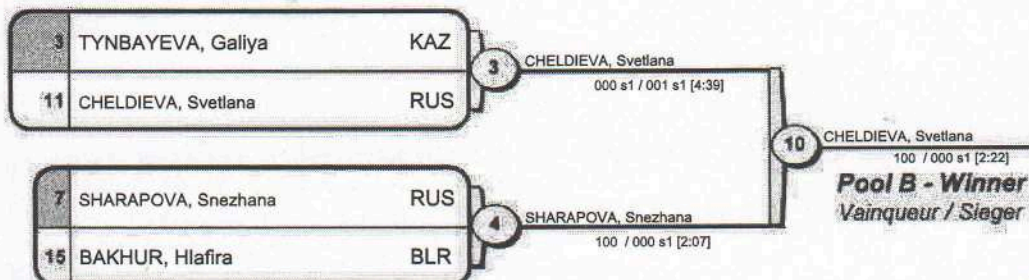 3 TYNBAYEVA, Galiya KAZ
11 CHELDIEVA, Svetlana RUS
3
CHELDIEVA, Svetlana
000 s1 / 001 s1 [4:39]
7 SHARAPOVA, Snezhana RUS
15 BAKHUR, Hlafira BLR
4
SHARAPOVA, Snezhana
100 / 000 s1 [2:07]
10
CHELDIEVA, Svetlana
100 / 000 s1 [2:22]
Pool B - Winner
Vainqueur / Sieger